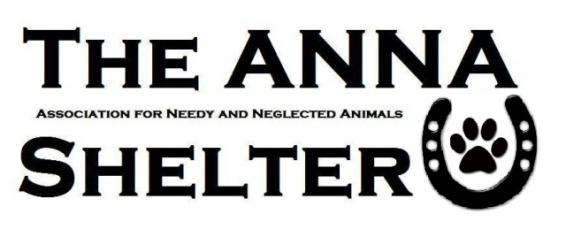 THE ANNA
ASSOCIATION FOR NEEDY AND NEGLECTED ANIMALS
SHELTER